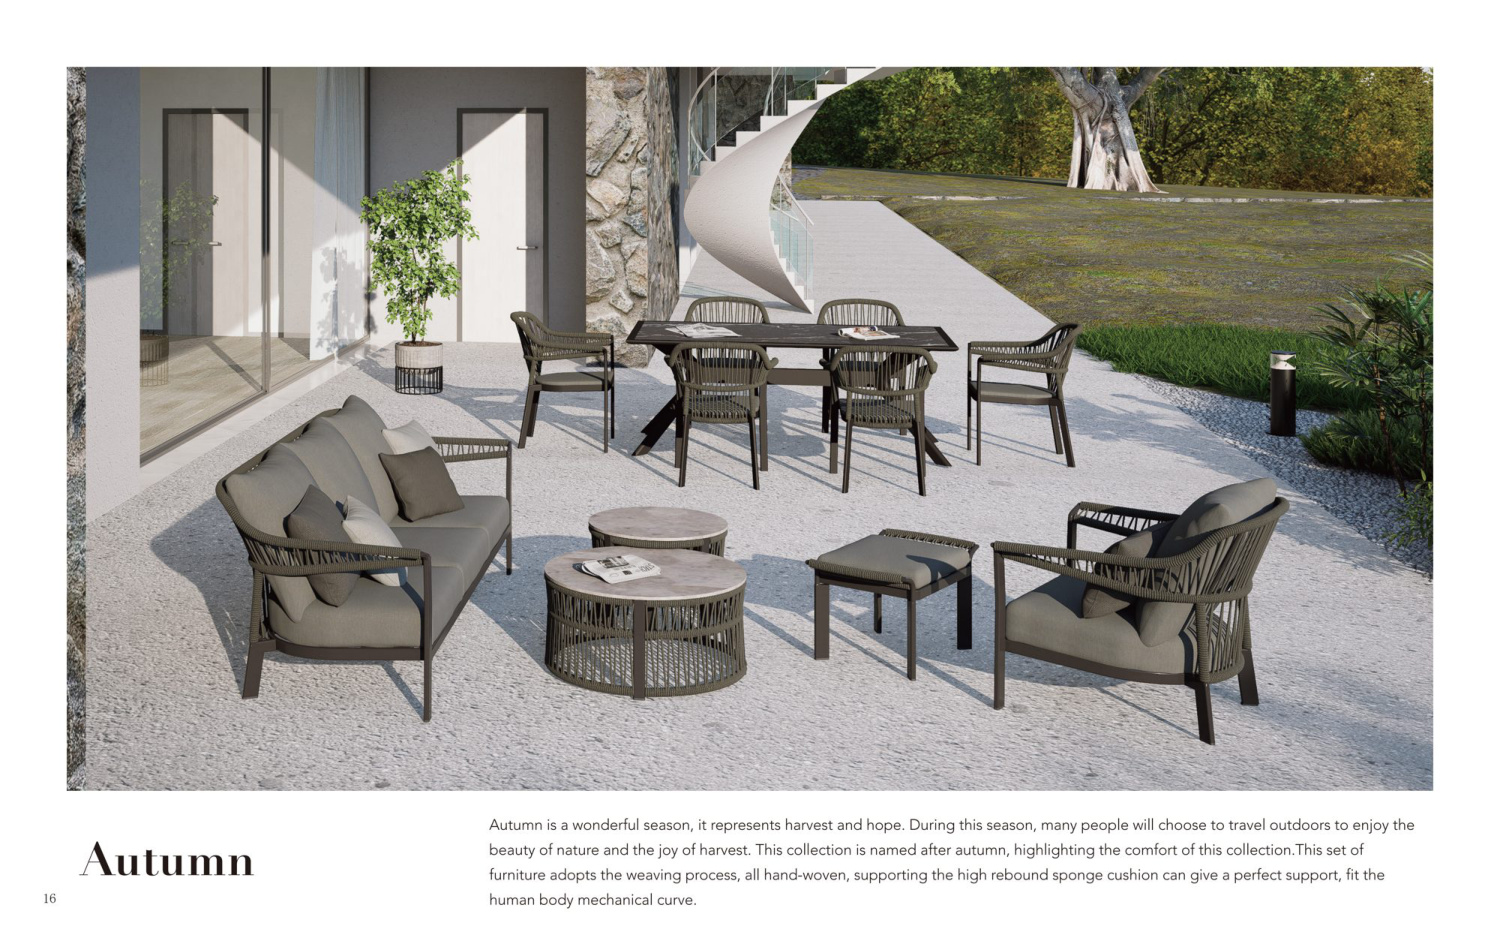 Autumn is a wonderful season, it represents harvest and hope. During this season, many people will choose to travel outdoors to enjoy the
beauty of nature and the joy of harvest. This collection is named after autumn, highlighting the comfort of this collection.This set of
furniture adopts the weaving process, all hand-woven, supporting the high rebound sponge cushion can give a perfect support, fit the
human body mechanical curve.
Autumn
16